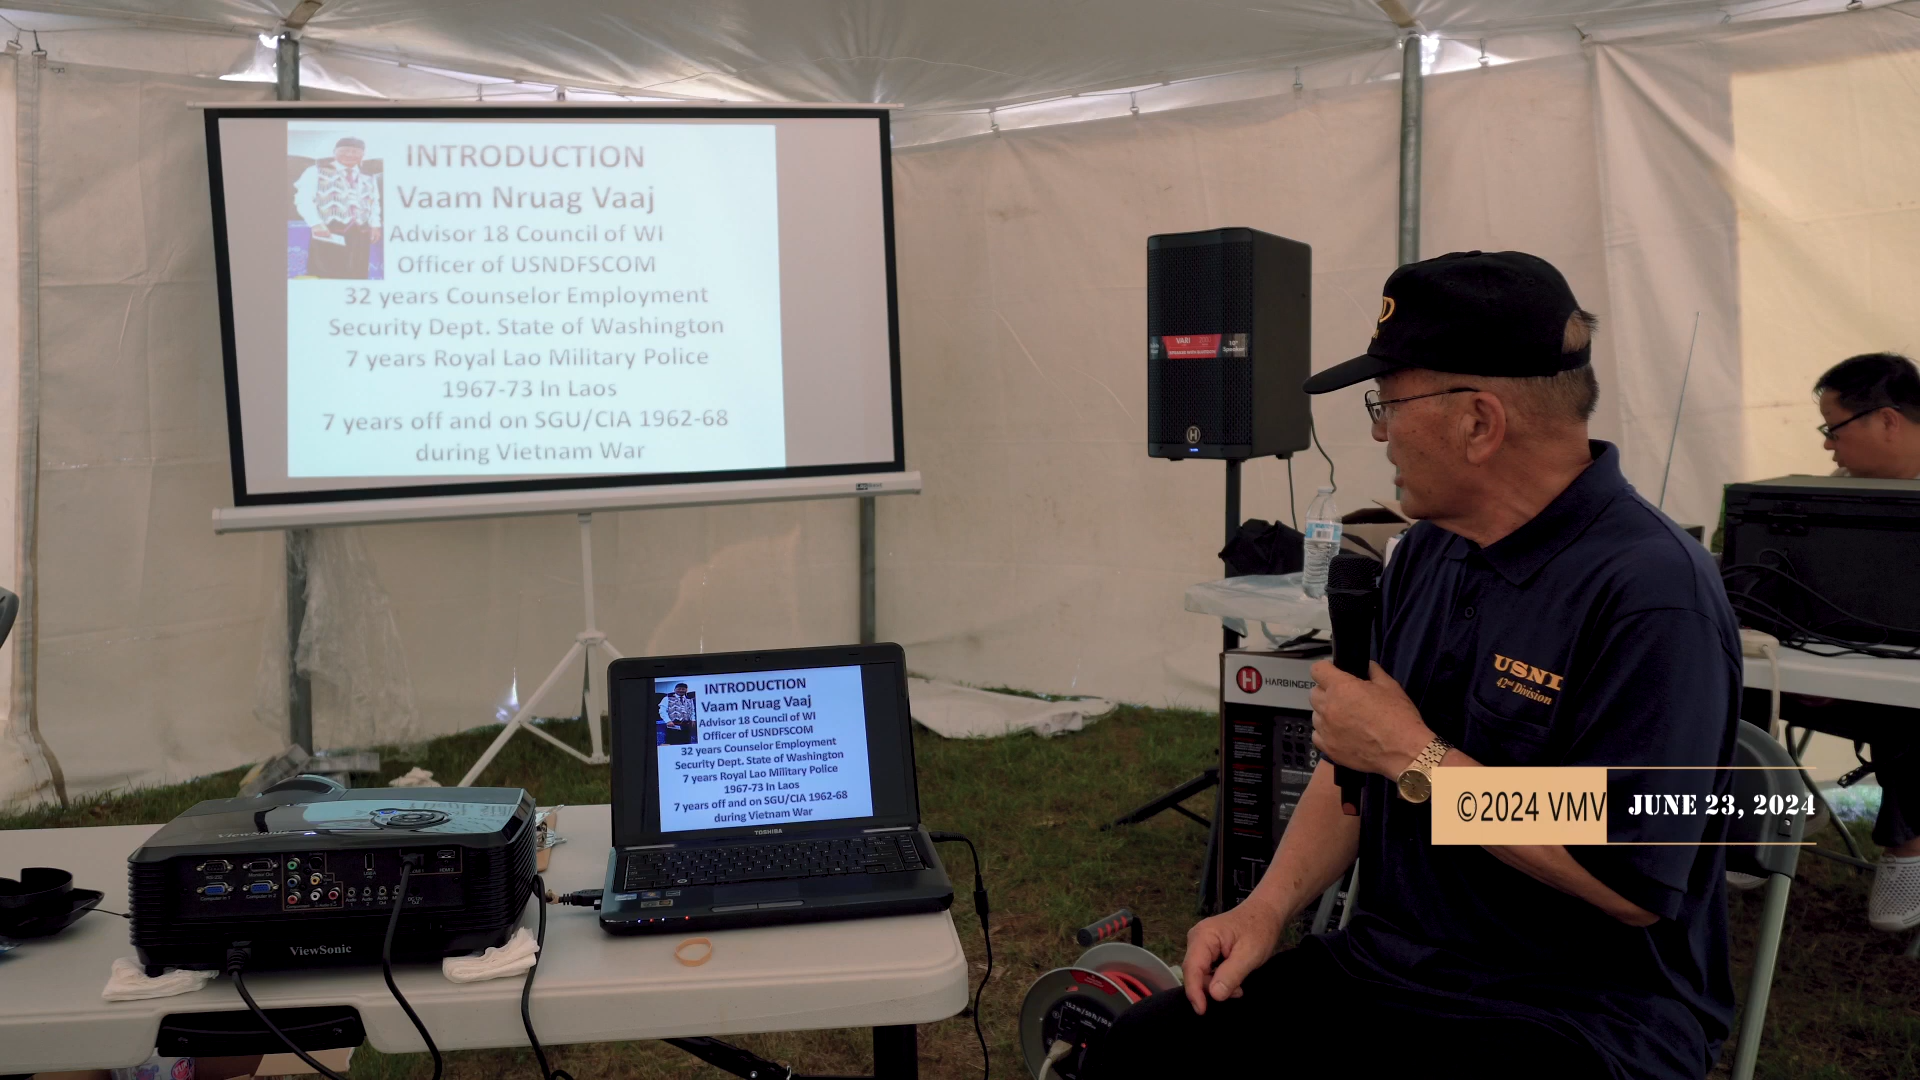 INTRODUCTION
Vaam Nruag Vaaj
Advisor 18 Council of WI
Officer of USNDFSCOM
32 years Counselor Employment
Security Dept. State of Washington
7 years Royal Lao Military Police
1967-73 In Laos
7 years off and on SGU/CIA 1962-68
during Vietnam War
VARI
10"
Speaker
D
HARBINGER
USND
42nd Division
INTRODUCTION
Vaam Nruag Vaaj
Advisor 18 Council of WI
Officer of USNDFSCOM
32 years Counselor Employment
Security Dept. State of Washington
7 years Royal Lao Military Police
1967-73 In Laos
7 years off and on SGU/CIA 1962-68
during Vietnam War
TOSHIBA
ViewSonic
ViewSonic
©2024 VMV
JUNE 23, 2024